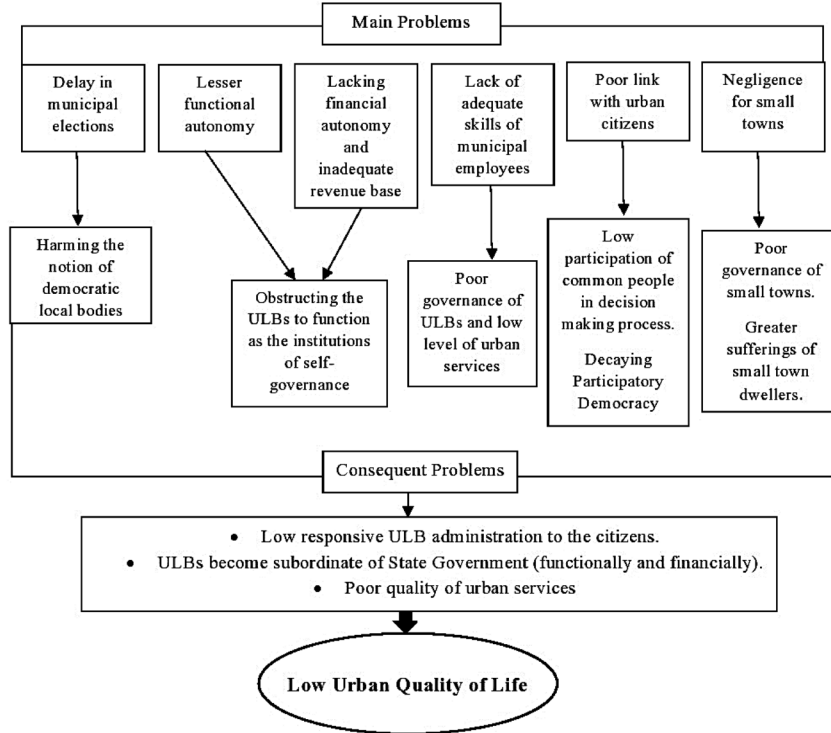 Main Problems
Delay in
municipal
elections
Lesser
functional
autonomy
Lacking
financial
autonomy
and
inadequate
revenue base
Lack of
adequate
skills of
municipal
employees
Poor link
with urban
citizens
Negligence
for small
towns
Harming the
notion of
democratic
local bodies
Obstructing the
ULBs to function
as the institutions
of self-
governance
Poor
governance of
ULBs and low
level of urban
services
Low
participation of
common people
in decision
making process.
Decaying
Participatory
Democracy
Poor
governance of
small towns.
Greater
sufferings of
small town
dwellers.
Consequent Problems
• Low responsive ULB administration to the citizens.
• ULBs become subordinate of State Government (functionally and financially).
• Poor quality of urban services
Low Urban Quality of Life